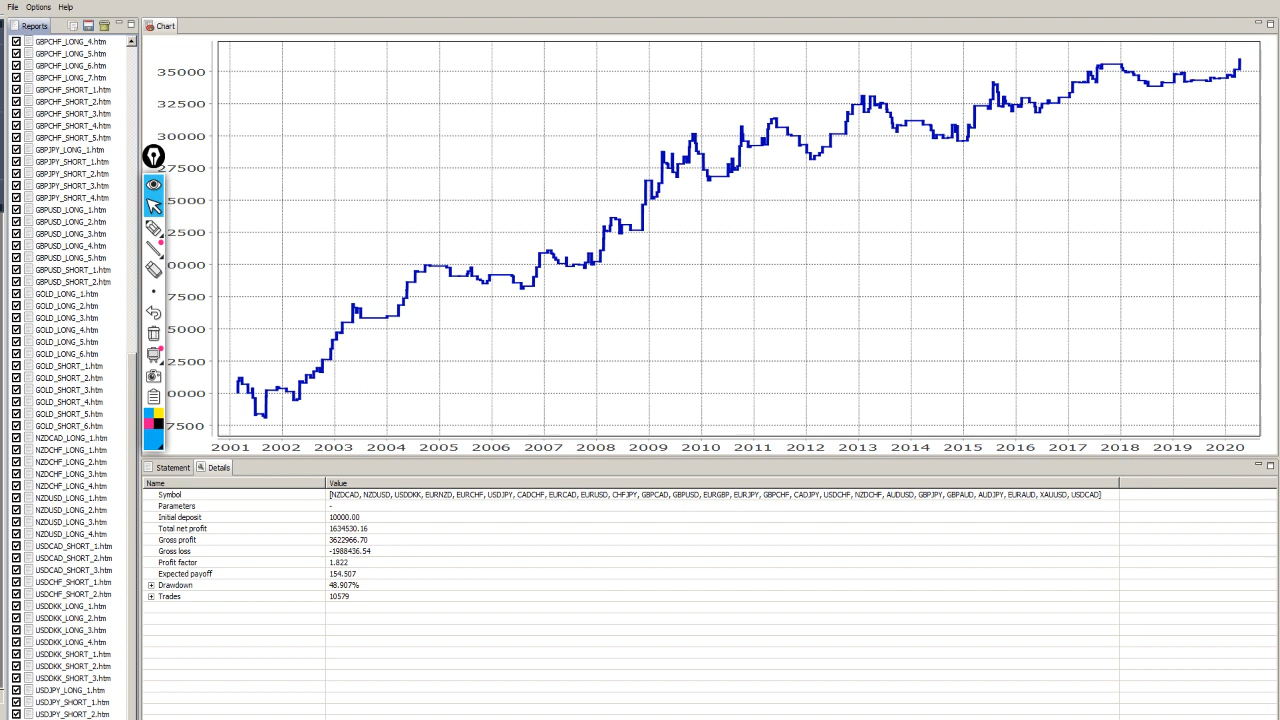 File Options Help
Reports
Chart
GBPCHF_LONG_4.htm
GBPCHF_LONG_5.htm
GBPCHF_LONG_6.htm
GBPCHF_LONG_7.htm
GBPCHF_SHORT_1.htm
GBPCHF_SHORT_2.htm
GBPCHF_SHORT_3.htm
GBPCHF_SHORT_4.htm
GBPCHF_SHORT_5.htm
GBPJPY_LONG_1.htm
GBPJPY_SHORT_1.htm
GBPJPY_SHORT_2.htm
GBPJPY_SHORT_3.htm
GBPJPY_SHORT_4.htm
GBPUSD_LONG_1.htm
GBPUSD_LONG_2.htm
GBPUSD_LONG_3.htm
GBPUSD_LONG_4.htm
GBPUSD_LONG_5.htm
GBPUSD_SHORT_1.htm
GBPUSD_SHORT_2.htm
GOLD_LONG_1.htm
GOLD_LONG_2.htm
GOLD_LONG_3.htm
GOLD_LONG_4.htm
GOLD_LONG_5.htm
GOLD_LONG_6.htm
GOLD_SHORT_1.htm
GOLD_SHORT_2.htm
GOLD_SHORT_3.htm
GOLD_SHORT_4.htm
GOLD_SHORT_5.htm
GOLD_SHORT_6.htm
NZDCAD_LONG_1.htm
NZDCHF_LONG_1.htm
NZDCHF_LONG_2.htm
NZDCHF_LONG_3.htm
NZDCHF_LONG_4.htm
NZDUSD_LONG_1.htm
NZDUSD_LONG_2.htm
NZDUSD_LONG_3.htm
NZDUSD_LONG_4.htm
USDCAD_SHORT_1.htm
USDCAD_SHORT_2.htm
USDCAD_SHORT_3.htm
USDCHF_SHORT_1.htm
USDCHF_SHORT_2.htm
USDDKK_LONG_1.htm
USDDKK_LONG_2.htm
USDDKK_LONG_3.htm
USDDKK_LONG_4.htm
USDDKK_SHORT_1.htm
USDDKK_SHORT_2.htm
USDDKK_SHORT_3.htm
USDJPY_LONG_1.htm
USDJPY_SHORT_1.htm
USDJPY_SHORT_2.htm
35000
32500
30000
27500
5000
2500
0000
7500
5000
2500
0000
7500
2001 2002 2003 2004 2005 2006 2007 2008 2009 2010 2011 2012 2013 2014 2015 2016 2017 2018 2019 2020
Statement Details
Name Value
Symbol [NZDCAD, NZDUSD, USDDKK, EURNZD, EURCHF, USDJPY, CADCHF, EURCAD, EURUSD, CHFJPY, GBPCAD, GBPUSD, EURGBP, EURJPY, GBPCHF, CADJPY, USDCHF, NZDCHF, AUDUSD, GBPJPY, GBPAUD, AUDJPY, EURAUD, XAUUSD, USDCAD]
Parameters -
Initial deposit 10000.00
Total net profit 1634530.16
Gross profit 3622966.70
Gross loss -1988436.54
Profit factor 1.822
Expected payoff 154.507
Drawdown 48.907%
Trades 10579